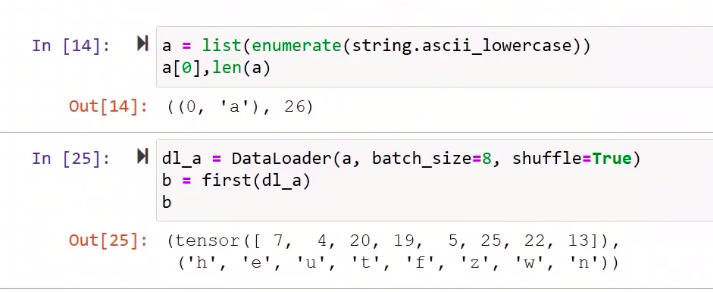 In [14]: a = list(enumerate(string.ascii_lowercase))
a[0],len(a)
Out[14]: ((0, 'a'), 26)
In [25]: dl_a = DataLoader(a, batch_size=8, shuffle=True)
b = first(dl_a)
b
Out[25]: (tensor([ 7,  4, 20, 19,  5, 25, 22, 13]),
('h', 'e', 'u', 't', 'f', 'z', 'w', 'n'))